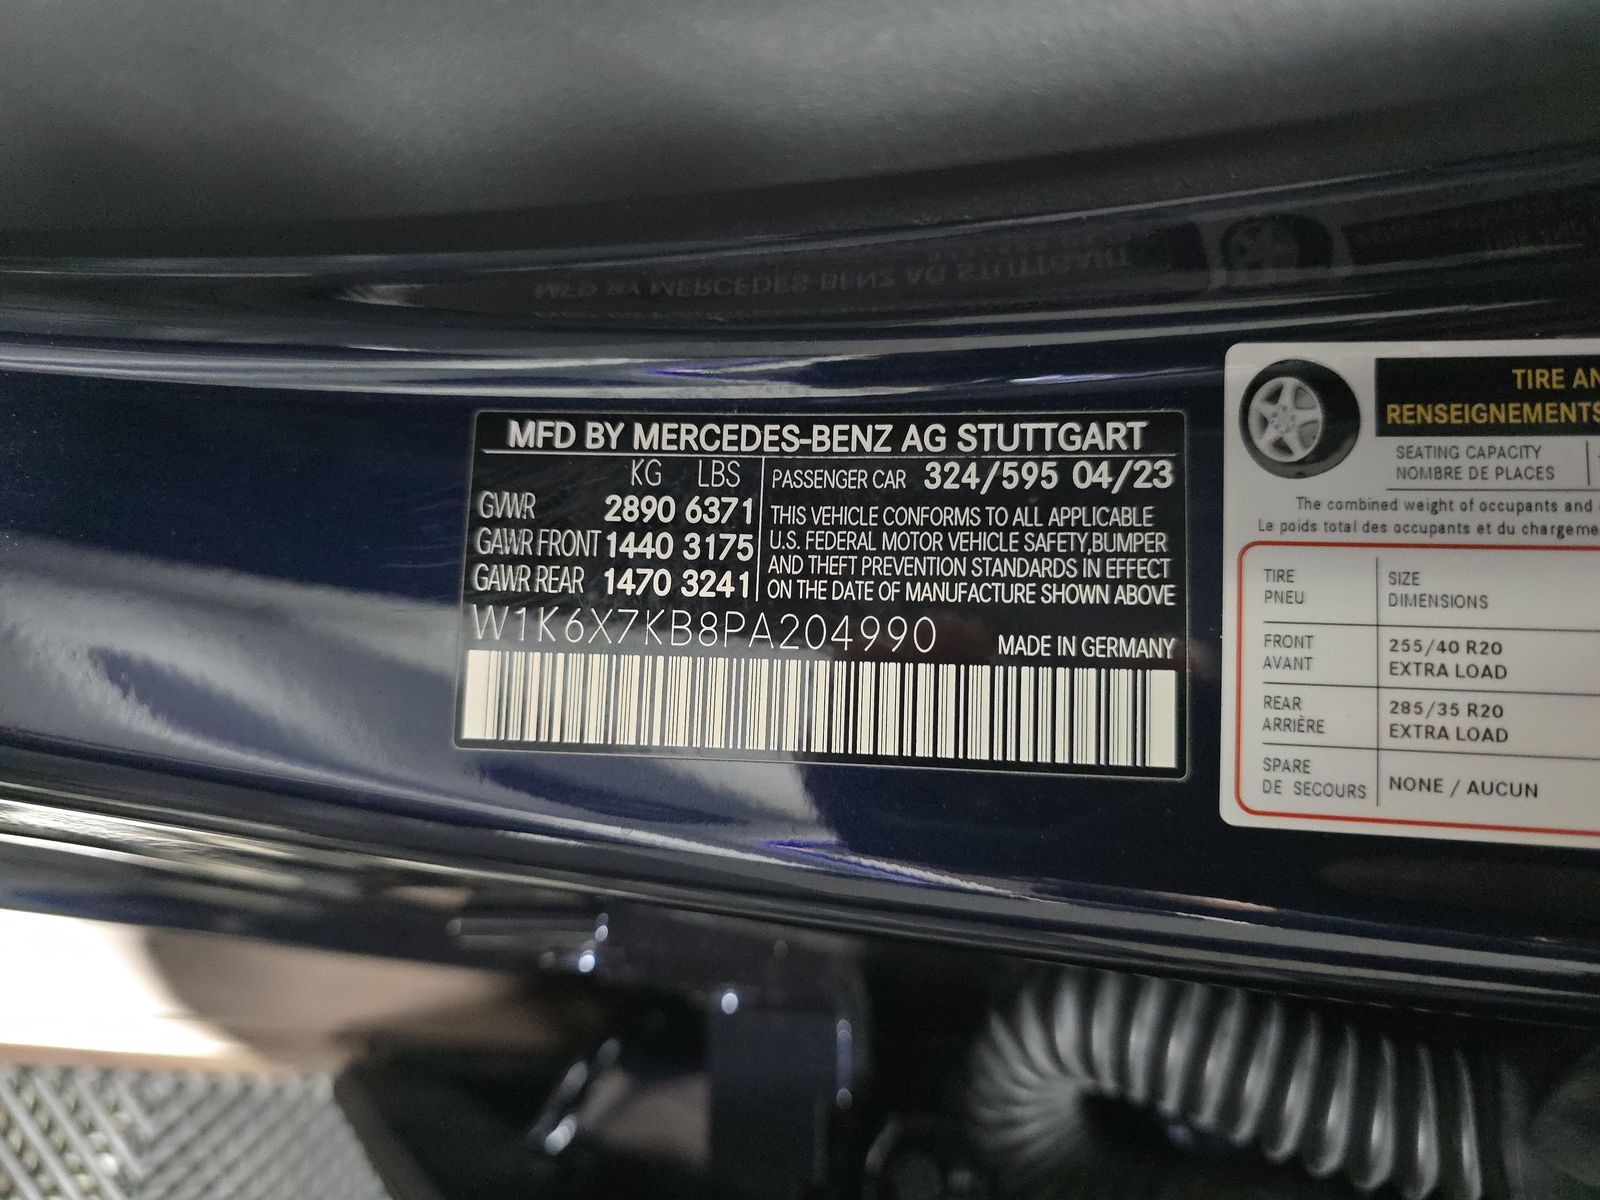 MFD BY MERCEDES-BENZ AG STUTTGART
KG LBS
GVWR 2890 6371
GAWR FRONT 1440 3175
GAWR REAR 1470 3241
PASSENGER CAR 324/595 04/23
THIS VEHICLE CONFORMS TO ALL APPLICABLE
U.S. FEDERAL MOTOR VEHICLE SAFETY,BUMPER
AND THEFT PREVENTION STANDARDS IN EFFECT
ON THE DATE OF MANUFACTURE SHOWN ABOVE
W1K6X7KB8PA204990
MADE IN GERMANY
TIRE
RENSEIGNEMENTS
SEATING CAPACITY
NOMBRE DE PLACES
The combined weight of occupants and
Le poids total des occupants et du
TIRE
PNEU
SIZE
DIMENSIONS
FRONT
AVANT
255/40 R20
EXTRA LOAD
REAR
ARRIÈRE
285/35 R20
EXTRA LOAD
SPARE
DE SECOURS
NONE / AUCUN